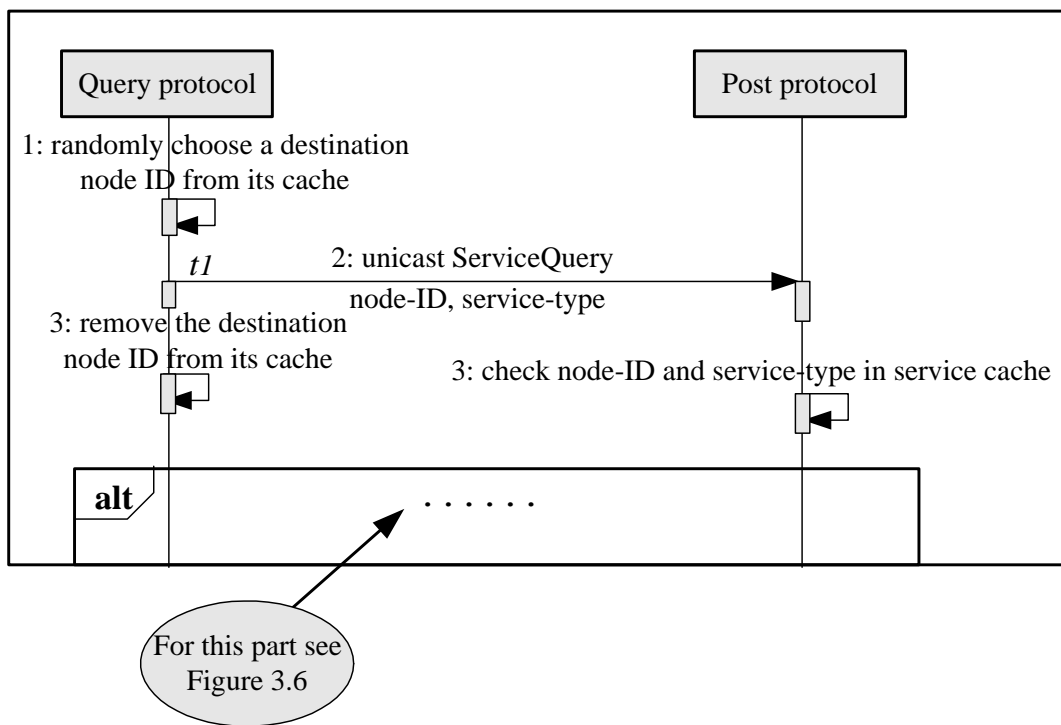 Query protocol
Post protocol
1: randomly choose a destination
node ID from its cache
t1
2: unicast ServiceQuery
node-ID, service-type
3: remove the destination
node ID from its cache
3: check node-ID and service-type in service cache
alt
. . . . . .
For this part see
Figure 3.6